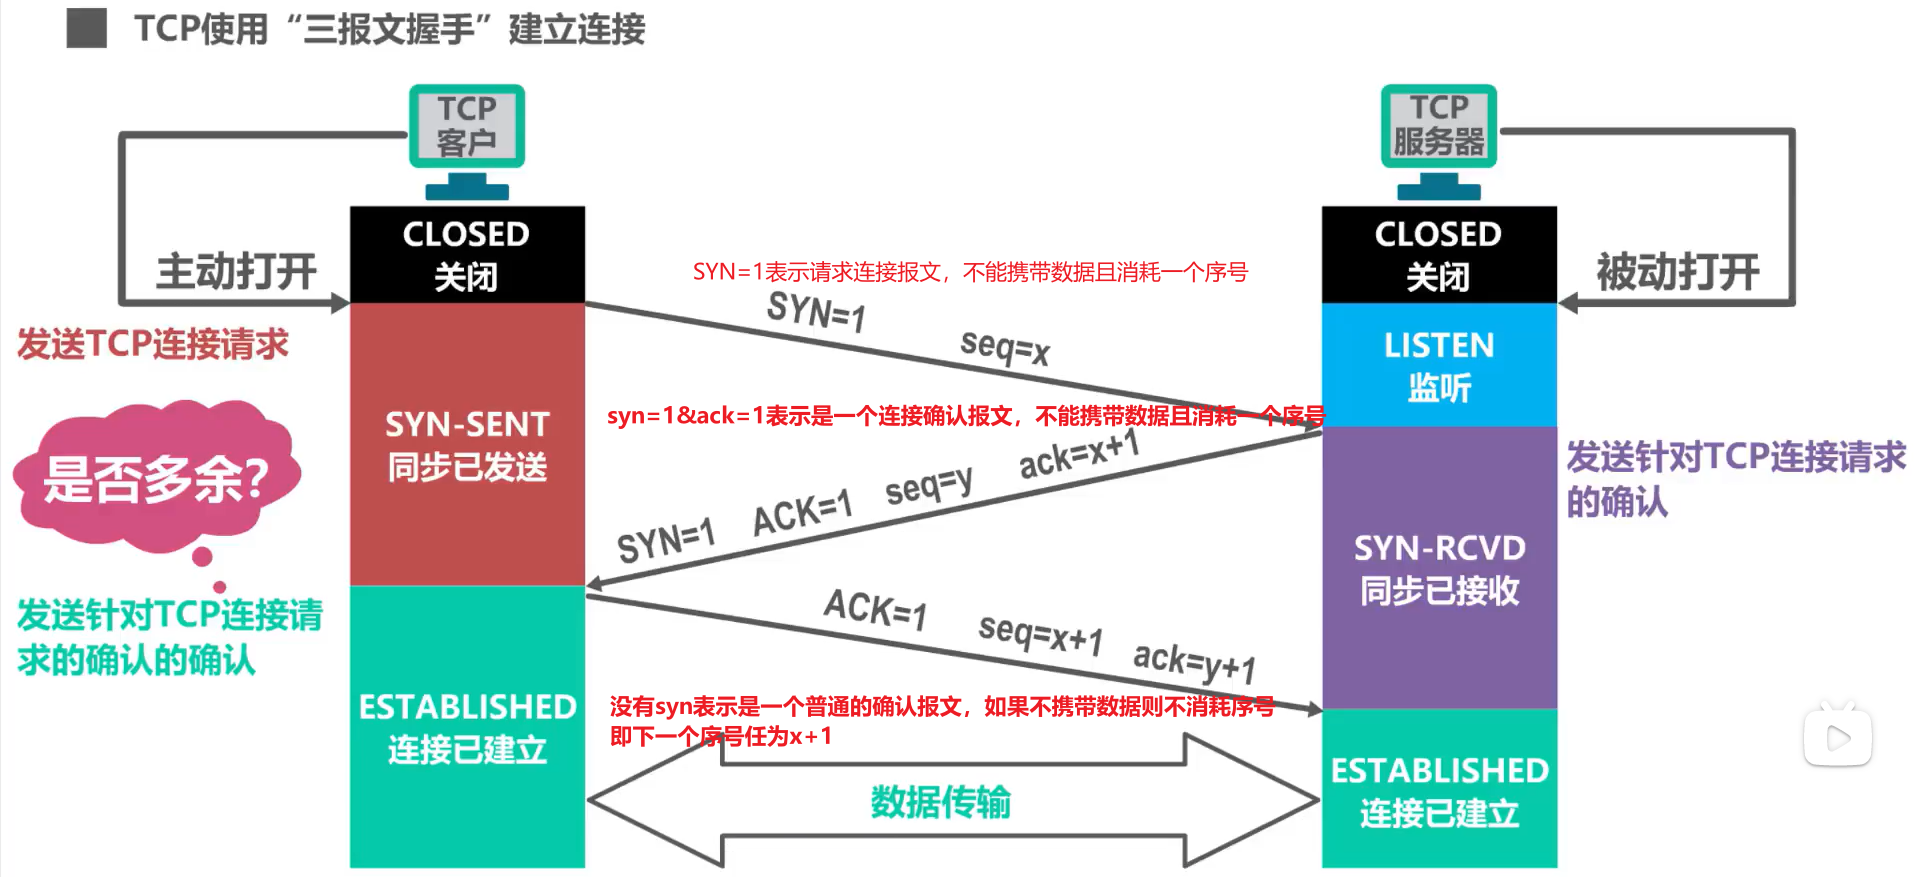 TCP使用“三报文握手”建立连接
TCP
客户
TCP
服务器
CLOSED
关闭
CLOSED
关闭
主动打开
被动打开
SYN=1表示请求连接报文，不能携带数据且消耗一个序号
SYN=1 seq=x
发送TCP连接请求
LISTEN
监听
SYN-SENT
同步已发送
syn=1&ack=1表示是一个连接确认报文，不能携带数据且消耗一个序号
SYN=1 ACK=1 seq=y ack=x+1
发送针对TCP连接请求
的确认
是否多余?
SYN-RCVD
同步已接收
发送针对TCP连接请
求的确认的确认
ACK=1 seq=x+1 ack=y+1
ESTABLISHED
连接已建立
没有syn表示是一个普通的确认报文，如果不携带数据则不消耗序号
即下一个序号任为x+1
ESTABLISHED
连接已建立
数据传输